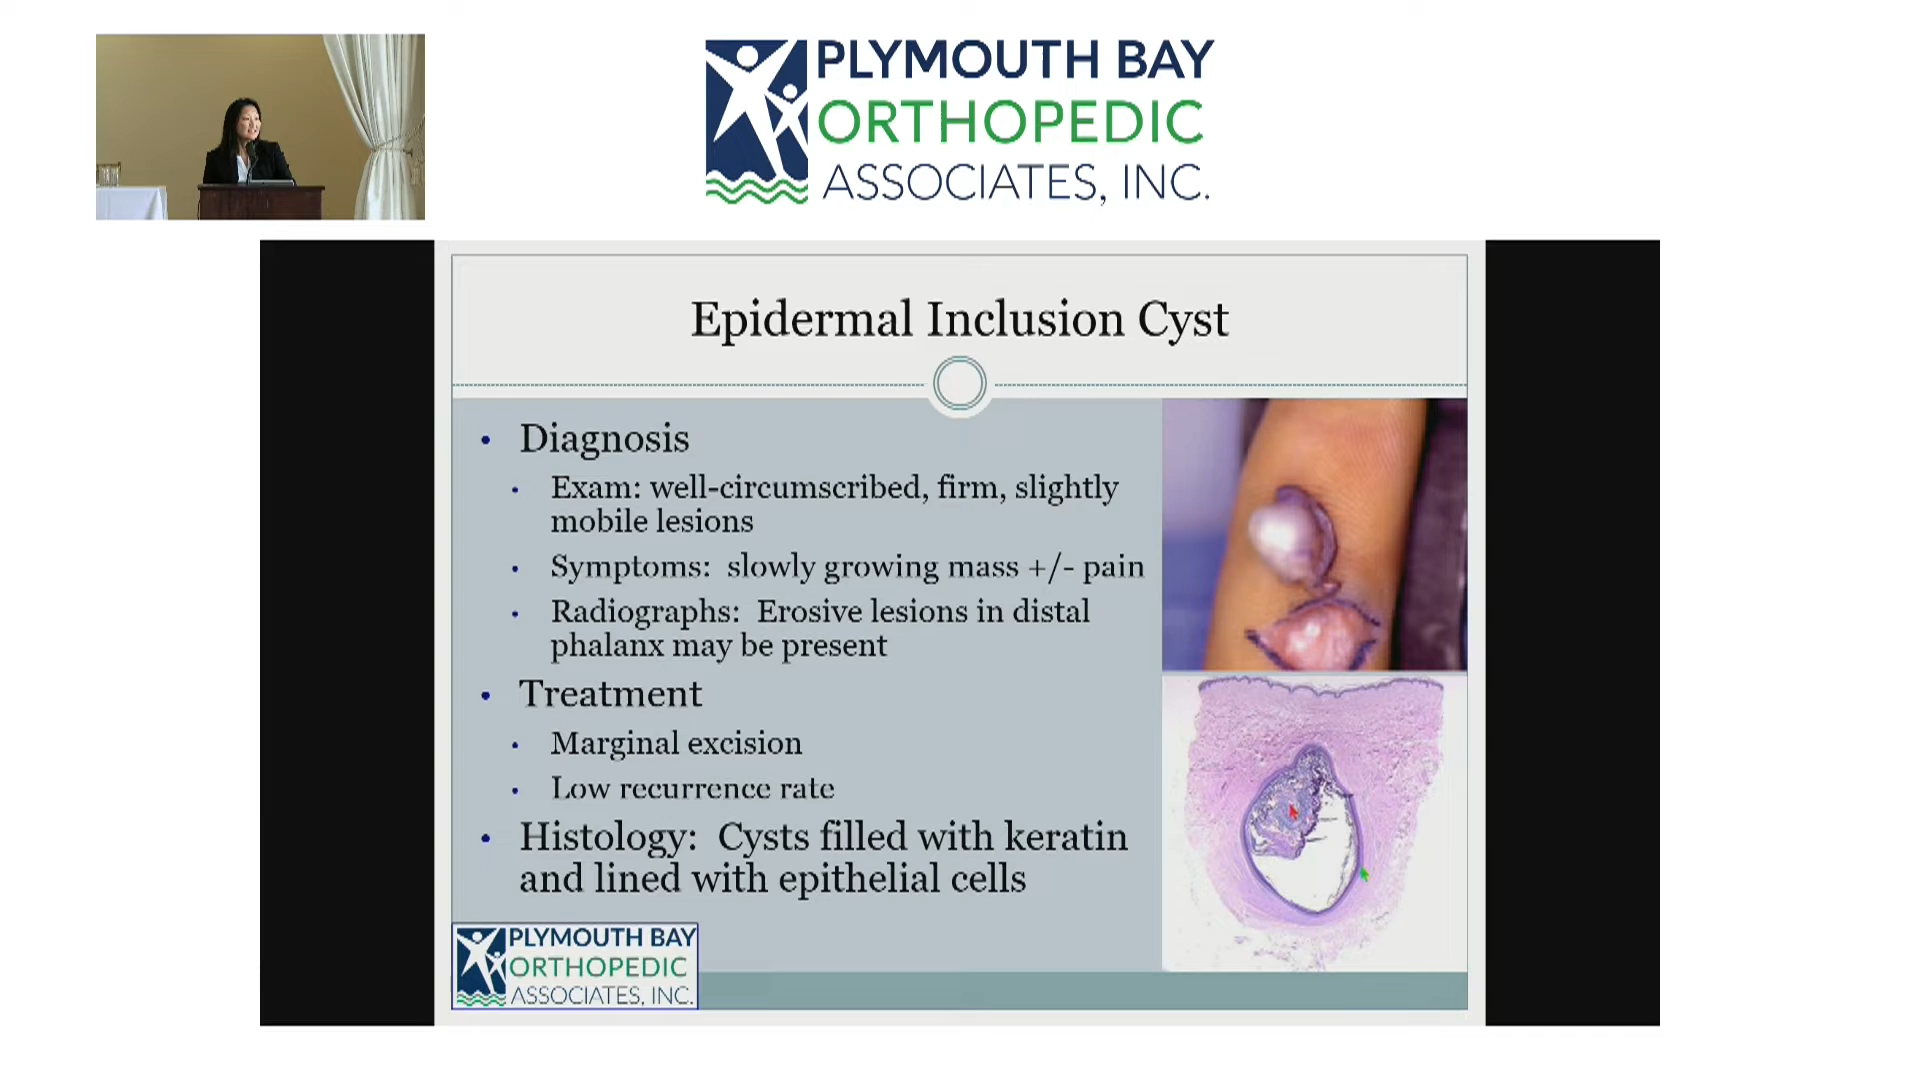 PLYMOUTH BAY
ORTHOPEDIC
ASSOCIATES, INC.
Epidermal Inclusion Cyst
• Diagnosis
• Exam: well-circumscribed, firm, slightly
mobile lesions
• Symptoms: slowly growing mass +/- pain
• Radiographs: Erosive lesions in distal
phalanx may be present
• Treatment
• Marginal excision
• Low recurrence rate
• Histology: Cysts filled with keratin
and lined with epithelial cells
PLYMOUTH BAY
ORTHOPEDIC
ASSOCIATES, INC.